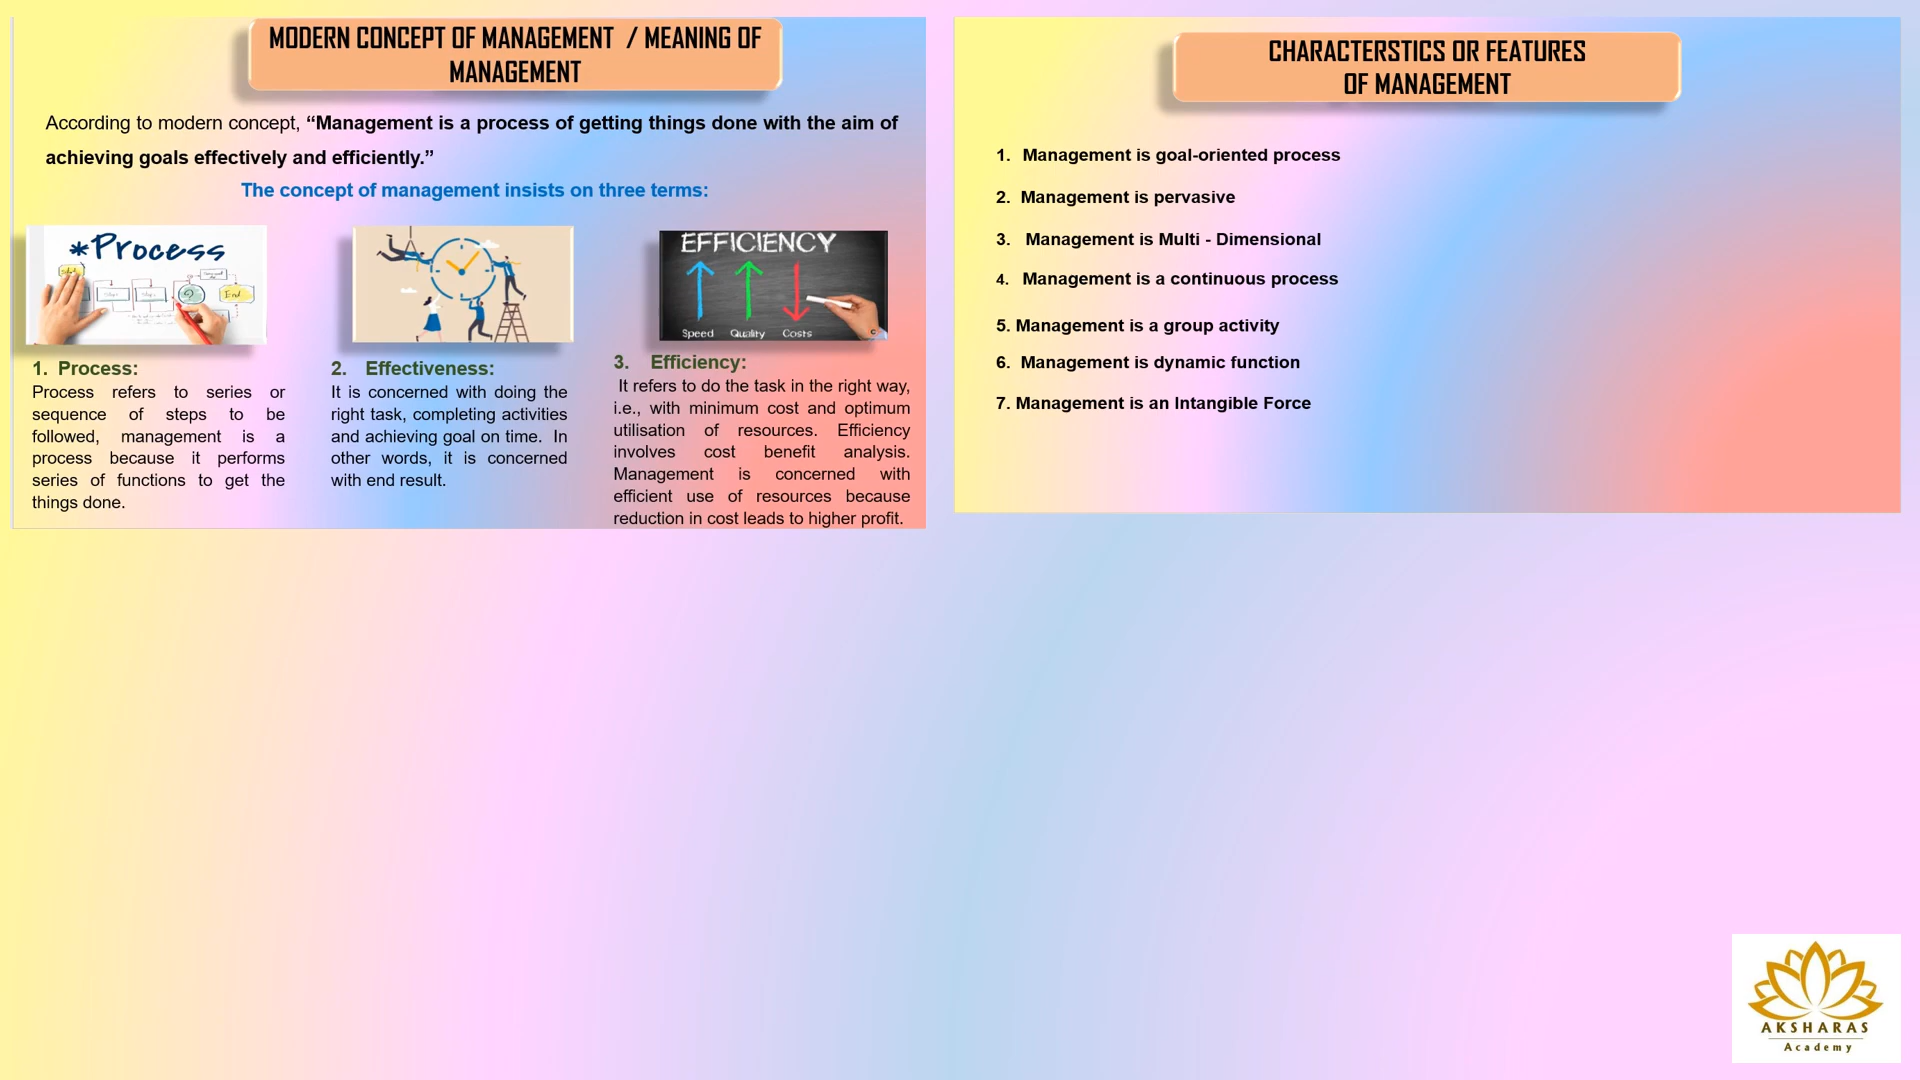 MODERN CONCEPT OF MANAGEMENT / MEANING OF
MANAGEMENT
According to modern concept, “Management is a process of getting things done with the aim of
achieving goals effectively and efficiently.”
The concept of management insists on three terms:
*Process
End
EFFICIENCY
Speed Quality Costs
1. Process:
Process refers to series or
sequence of steps to be
followed, management is a
process because it performs
series of functions to get the
things done.
2. Effectiveness:
It is concerned with doing the
right task, completing activities
and achieving goal on time. In
other words, it is concerned
with end result.
3. Efficiency:
It refers to do the task in the right way,
i.e., with minimum cost and optimum
utilisation of resources. Efficiency
involves cost benefit analysis.
Management is concerned with
efficient use of resources because
reduction in cost leads to higher profit.
CHARACTERSTICS OR FEATURES
OF MANAGEMENT
1. Management is goal-oriented process
2. Management is pervasive
3. Management is Multi - Dimensional
4. Management is a continuous process
5. Management is a group activity
6. Management is dynamic function
7. Management is an Intangible Force
AKSHARAS
Academy